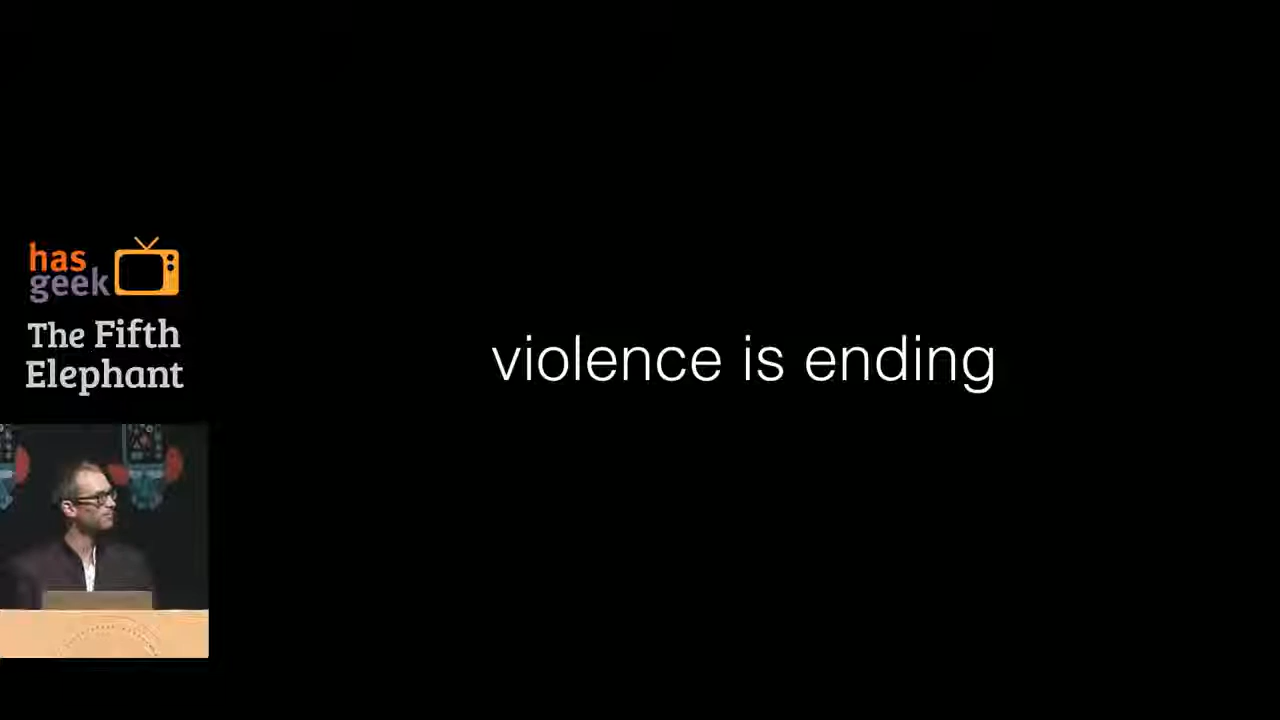 has
geek
The Fifth
Elephant
violence is ending